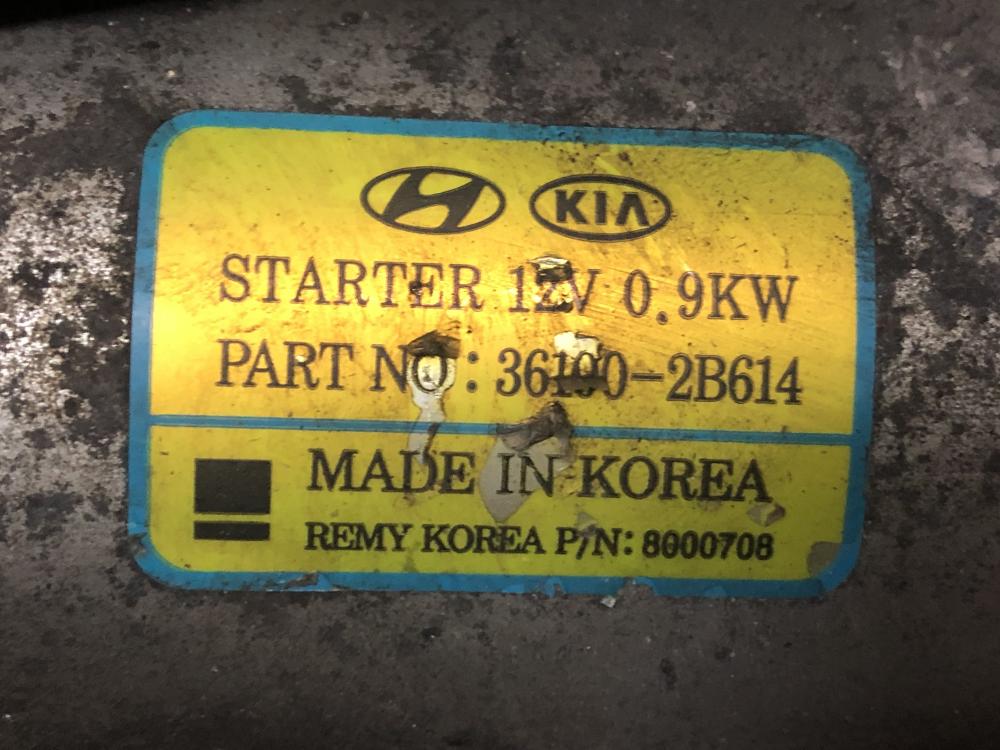 KIA
STARTER 12V 0.9KW
PART NO : 36100-2B614
MADE IN KOREA
REMY KOREA P/N: 8000708